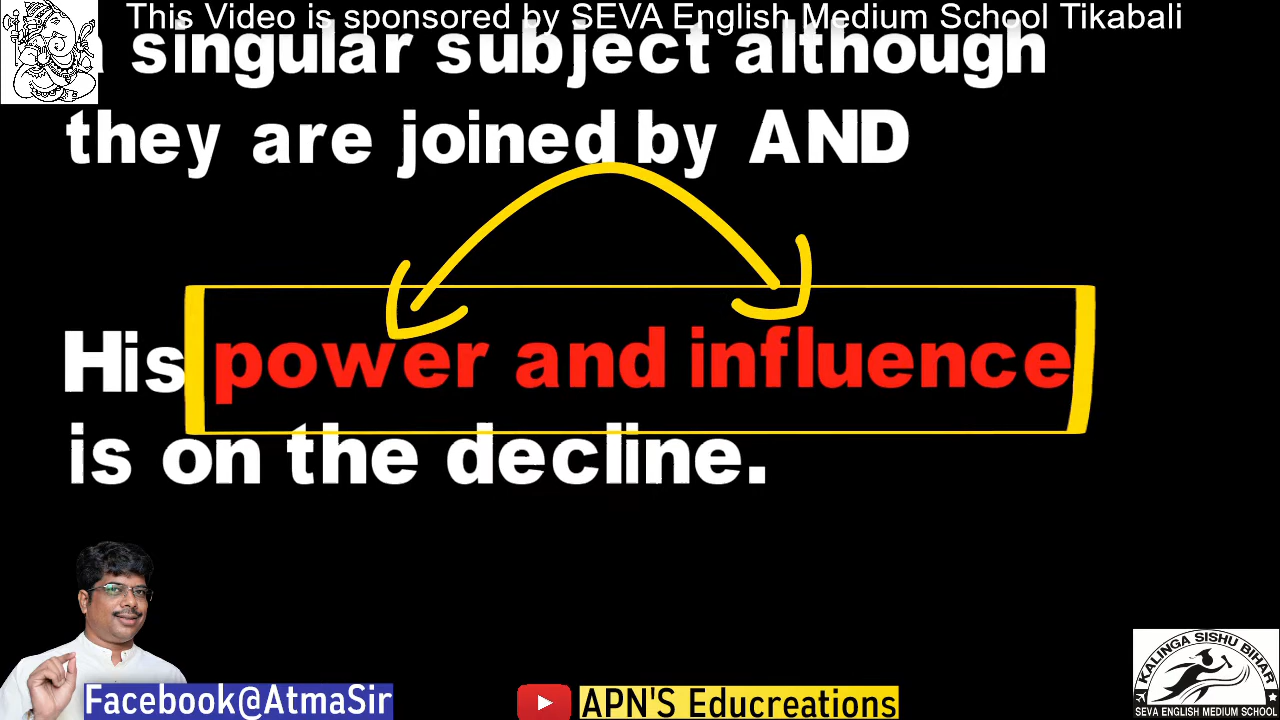 This Video is sponsored by SEVA English Medium School Tikabali
a singular subject although
they are joined by AND
His power and influence
is on the decline.
Facebook@AtmaSir
APN'S Educreations
KALINGA SISHU BIHAR
SEVA ENGLISH MEDIUM SCHOOL